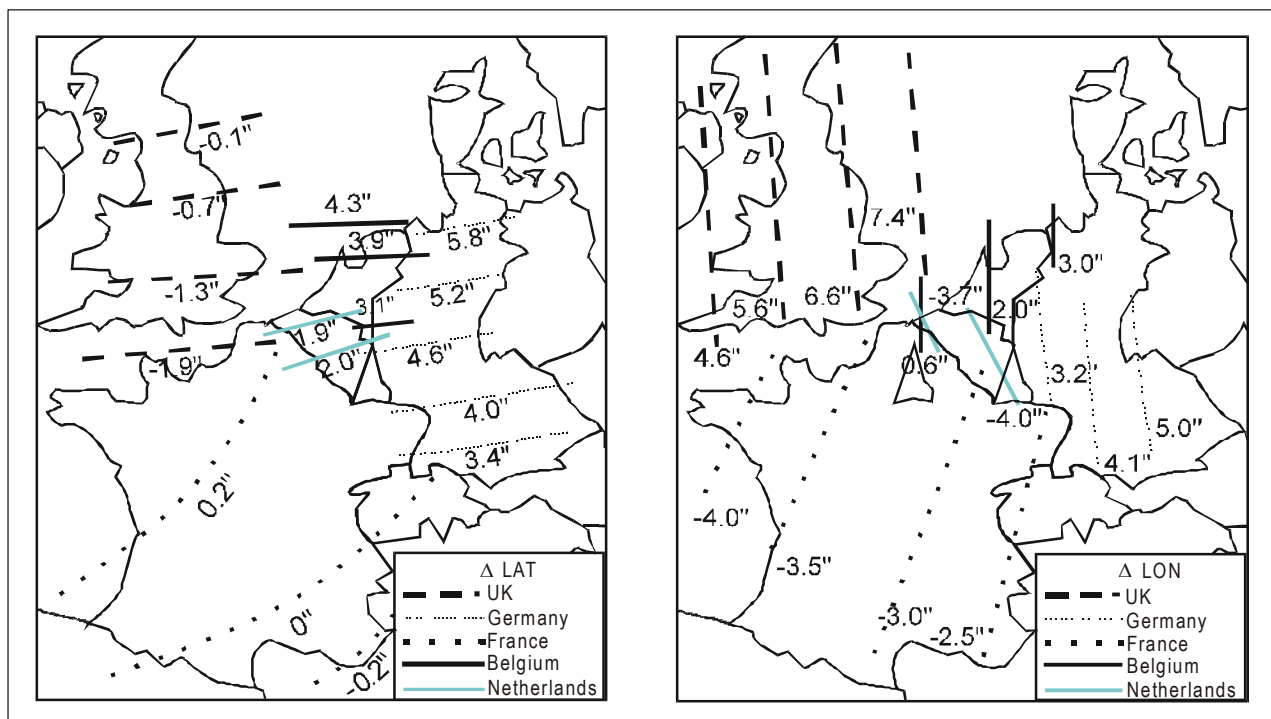 -0.1"
-0.7"
4.3"
3.9"
5.8"
-1.3"
5.2"
3.1"
1.9"
2.0"
4.6"
-1.9"
4.0"
3.4"
0.2"
0"
-0.2"
Δ LAT
UK
Germany
France
Belgium
Netherlands
7.4"
3.0"
5.6"
6.6"
-3.7"
2.0"
4.6"
0.6"
3.2"
-4.0"
5.0"
4.1"
-4.0"
-3.5"
-3.0"
-2.5"
Δ LON
UK
Germany
France
Belgium
Netherlands